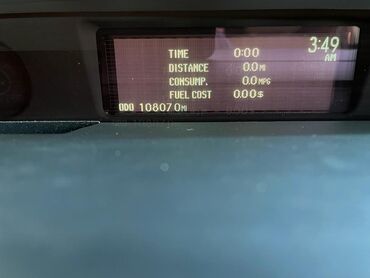 3:49
AM
TIME 0:00
DISTANCE 0.0 MI
CONSUMP. 0.0 MPG
FUEL COST 0.00 $
ODO 108070 MI